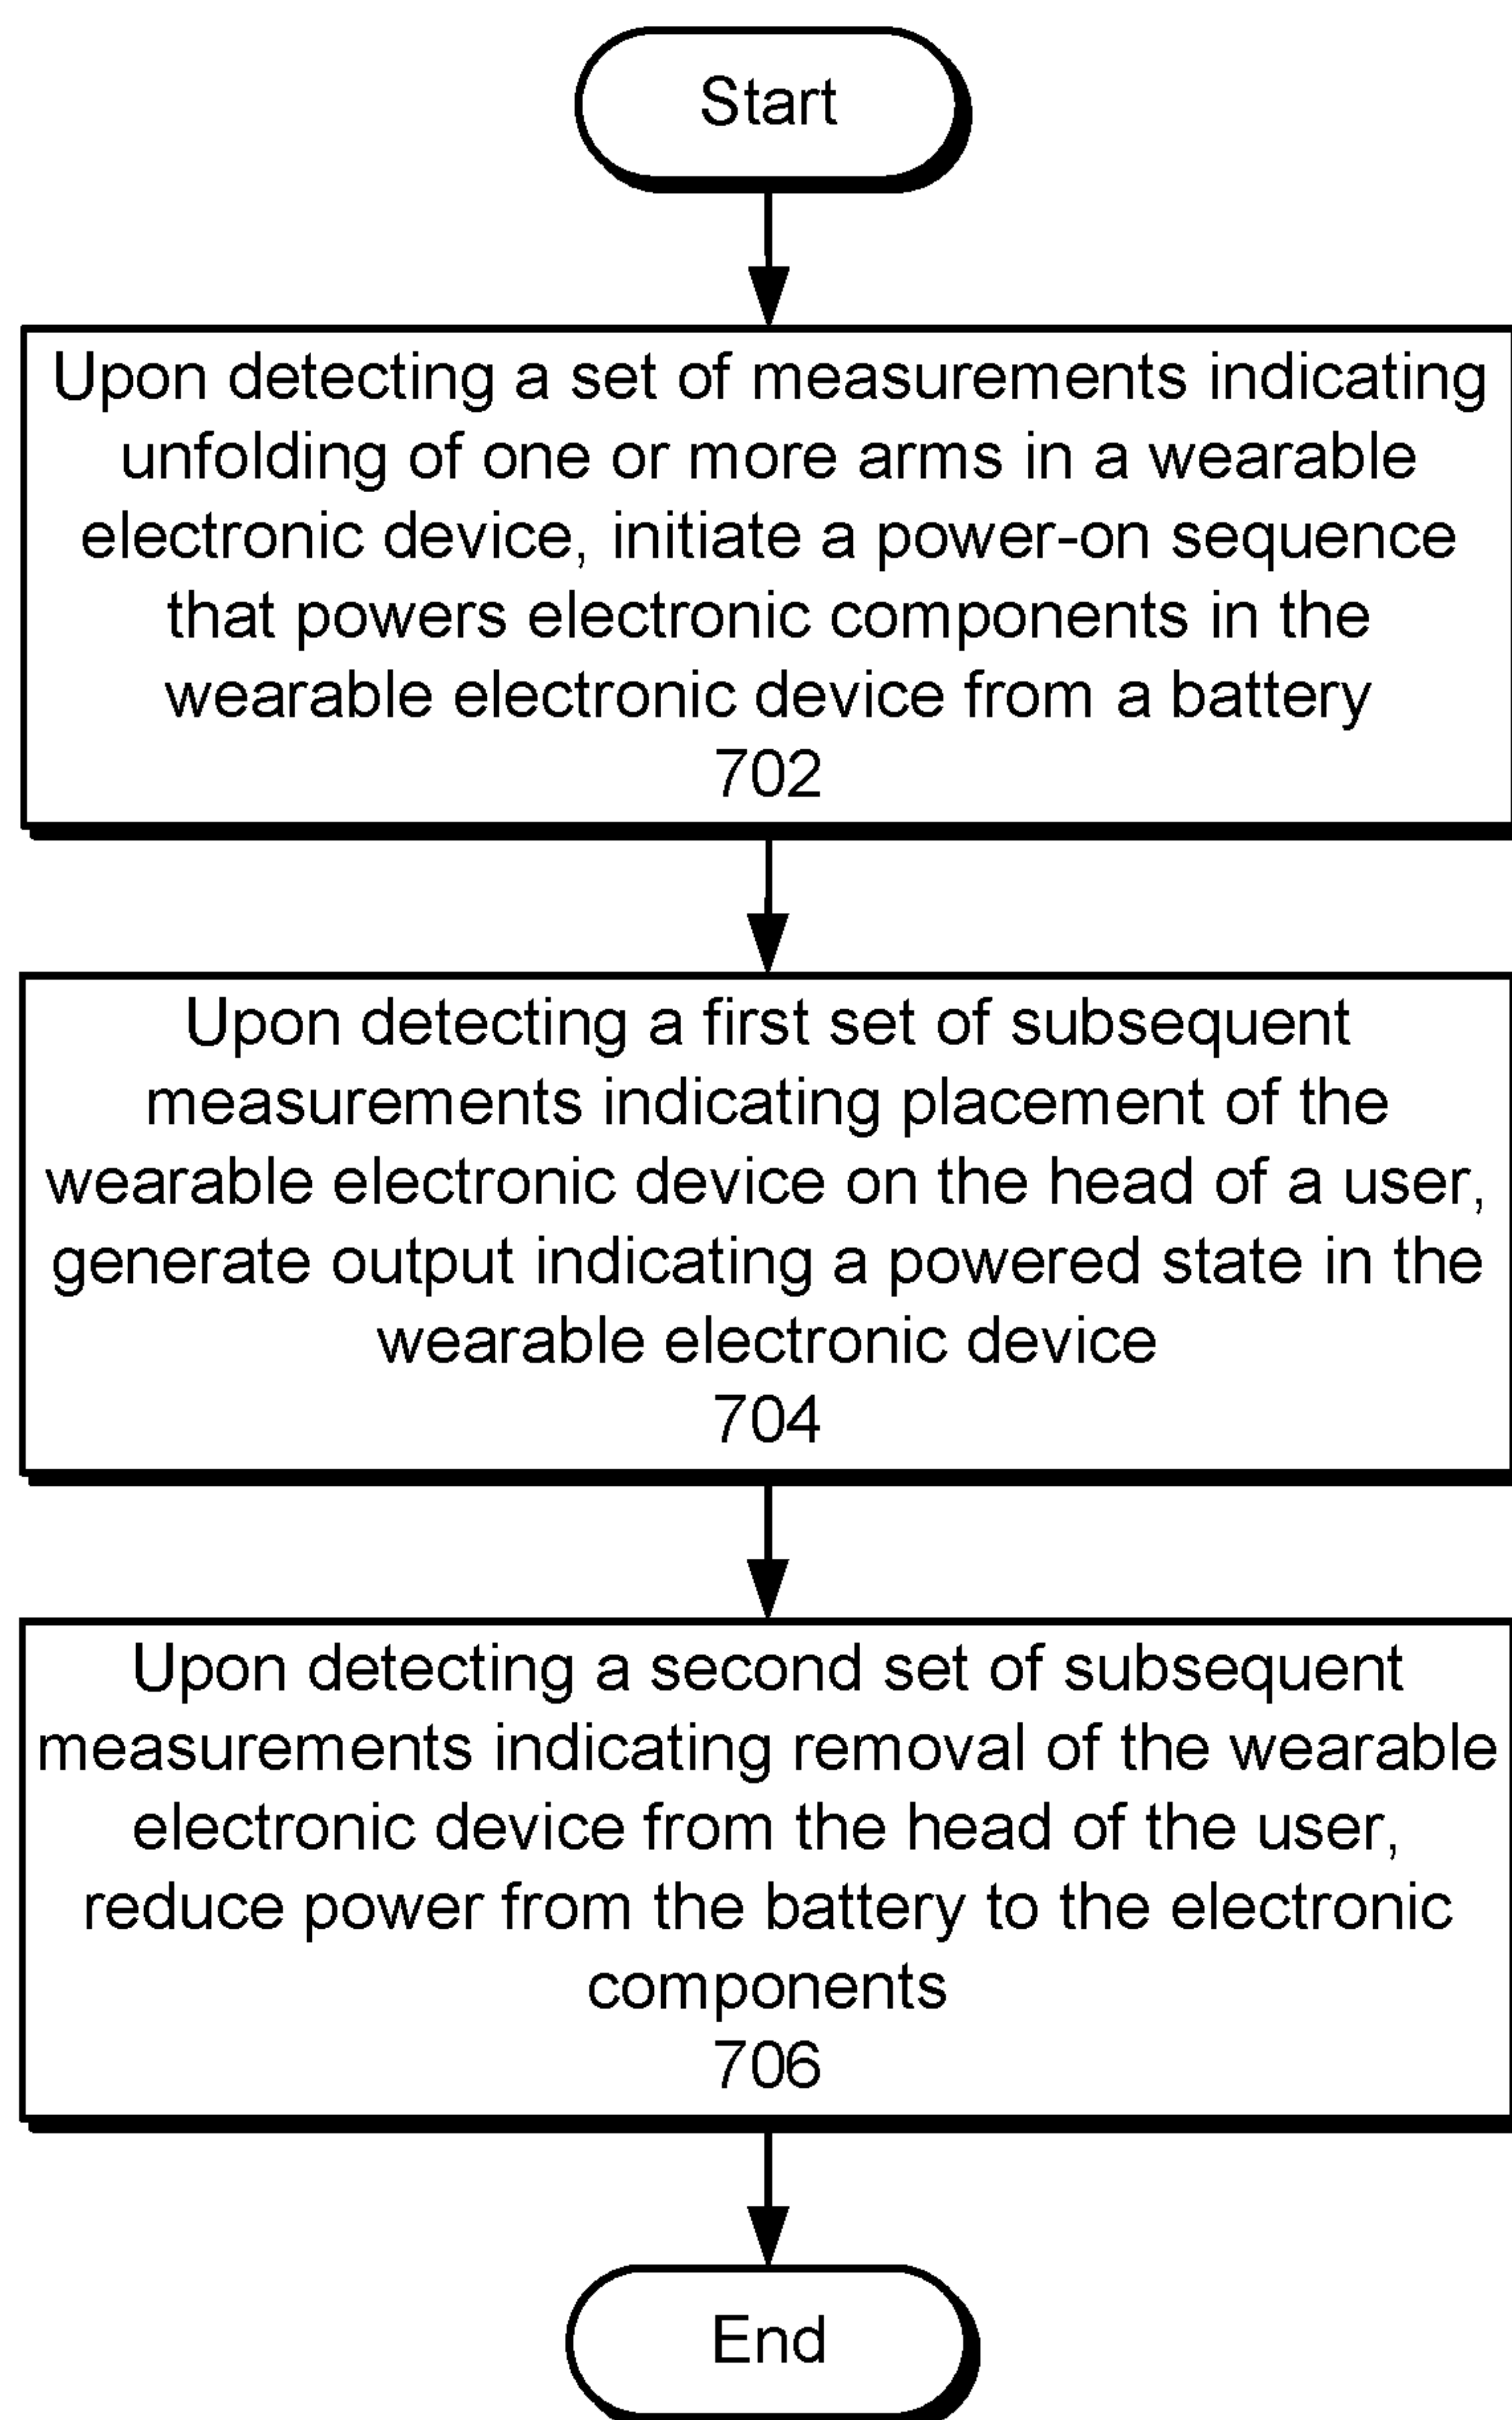 Start
Upon detecting a set of measurements indicating
unfolding of one or more arms in a wearable
electronic device, initiate a power-on sequence
that powers electronic components in the
wearable electronic device from a battery
702
Upon detecting a first set of subsequent
measurements indicating placement of the
wearable electronic device on the head of a user,
generate output indicating a powered state in the
wearable electronic device
704
Upon detecting a second set of subsequent
measurements indicating removal of the wearable
electronic device from the head of the user,
reduce power from the battery to the electronic
components
706
End